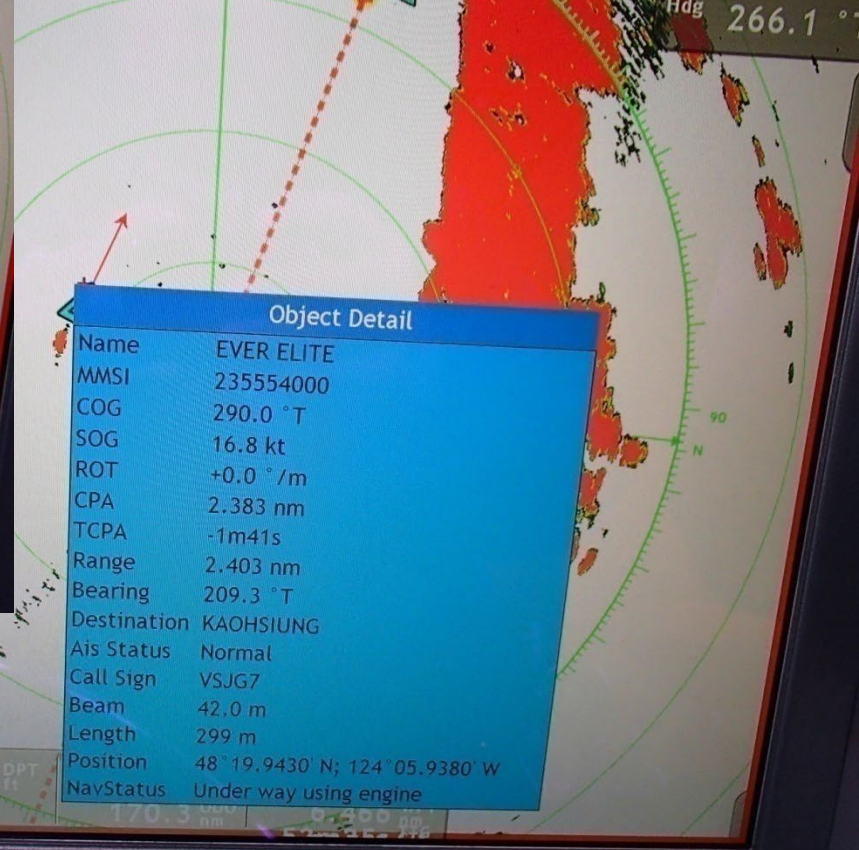 Hdg 266.1 °T
Object Detail
Name EVER ELITE
MMSI 235554000
COG 290.0 °T
SOG 16.8 kt
ROT +0.0 °/m
CPA 2.383 nm
TCPA -1m41s
Range 2.403 nm
Bearing 209.3 °T
Destination KAOHSIUNG
Ais Status Normal
Call Sign VSJG7
Beam 42.0 m
Length 299 m
Position 48°19.9430' N; 124°05.9380' W
NavStatus Under way using engine
90
N
DPT
ft
170.3
nm